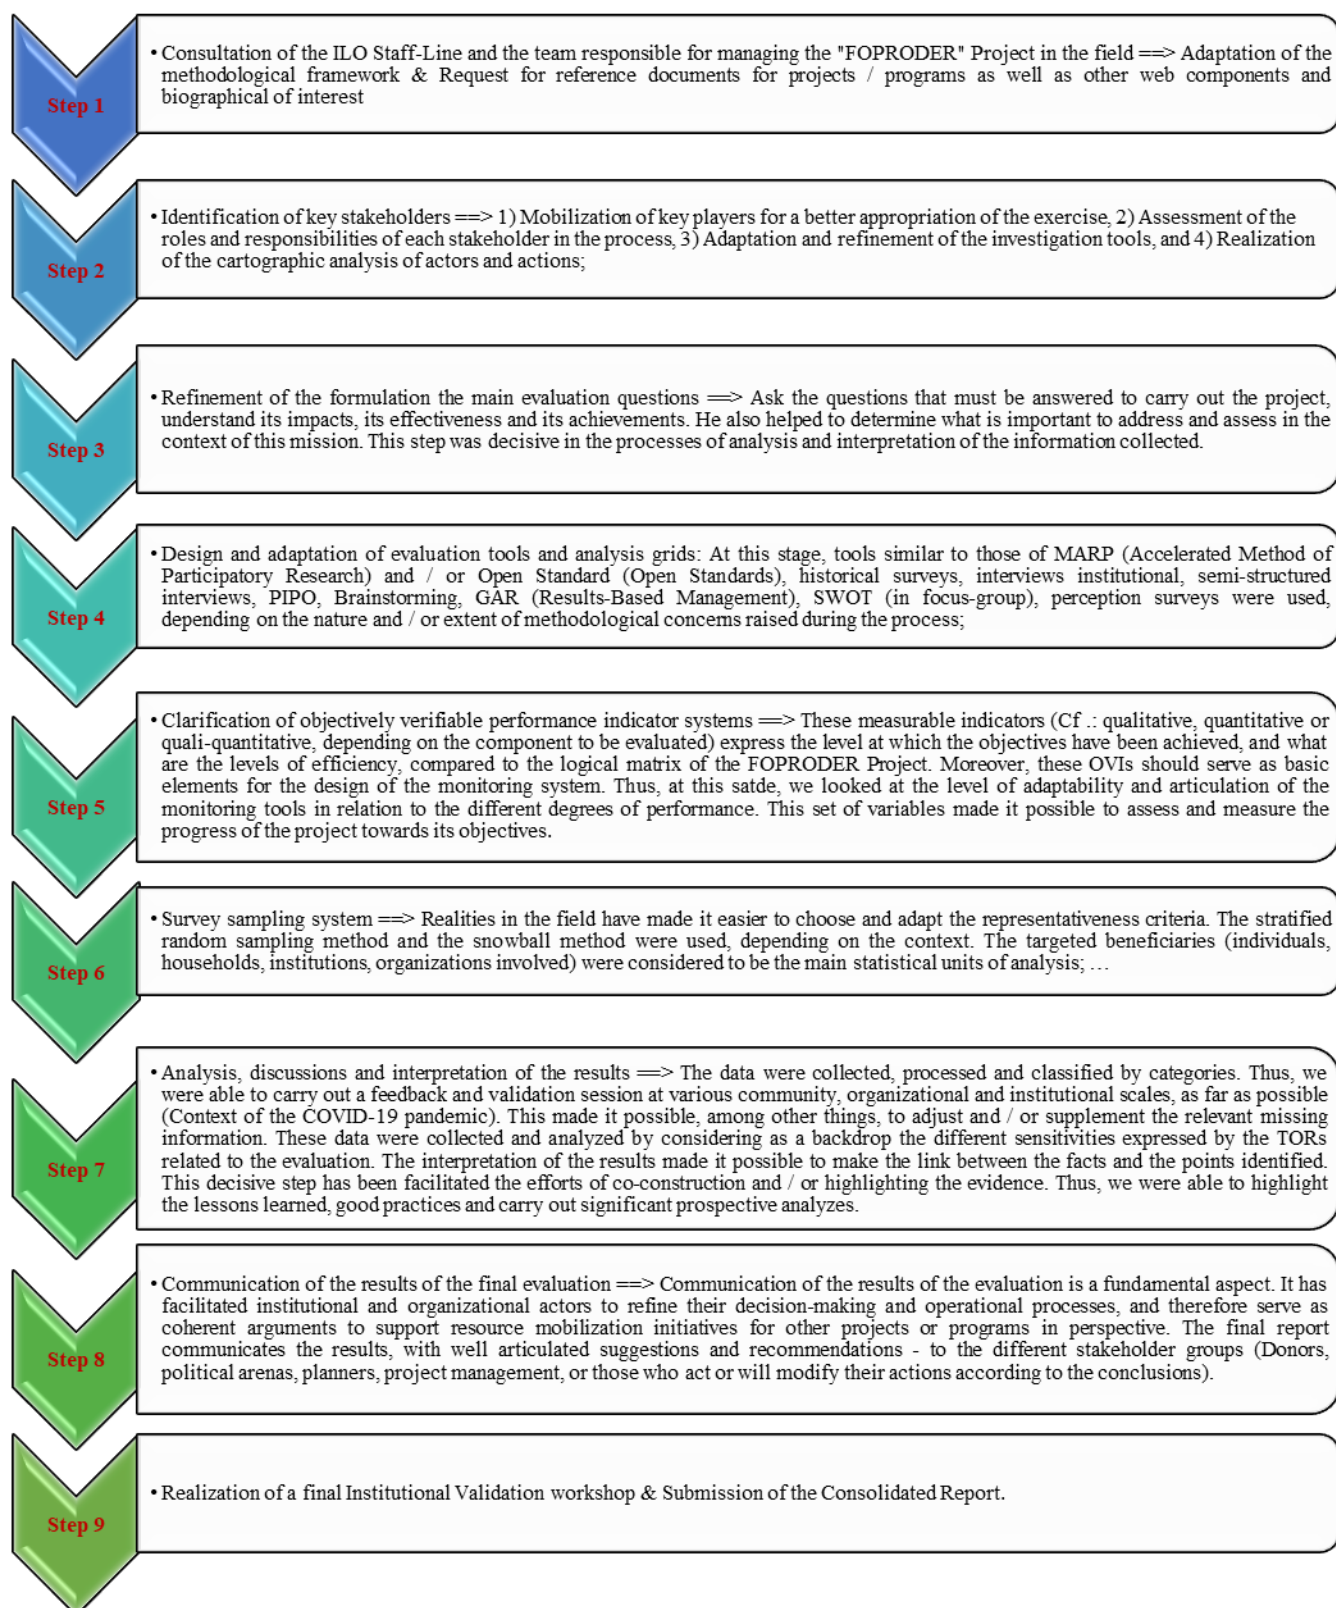 Step 1
• Consultation of the ILO Staff-Line and the team responsible for managing the "FOPRODER" Project in the field ==> Adaptation of the
methodological framework & Request for reference documents for projects / programs as well as other web components and
biographical of interest
Step 2
• Identification of key stakeholders ==> 1) Mobilization of key players for a better appropriation of the exercise, 2) Assessment of the
roles and responsibilities of each stakeholder in the process, 3) Adaptation and refinement of the investigation tools, and 4) Realization
of the cartographic analysis of actors and actions;
Step 3
• Refinement of the formulation the main evaluation questions ==> Ask the questions that must be answered to carry out the project,
understand its impacts, its effectiveness and its achievements. He also helped to determine what is important to address and assess in the
context of this mission. This step was decisive in the processes of analysis and interpretation of the information collected.
Step 4
• Design and adaptation of evaluation tools and analysis grids: At this stage, tools similar to those of MARP (Accelerated Method of
Participatory Research) and / or Open Standard (Open Standards), historical surveys, interviews institutional, semi-structured
interviews, PIPO, Brainstorming, GAR (Results-Based Management), SWOT (in focus-group), perception surveys were used,
depending on the nature and / or extent of methodological concerns raised during the process;
Step 5
• Clarification of objectively verifiable performance indicator systems ==> These measurable indicators (Cf .: qualitative, quantitative or
quali-quantitative, depending on the component to be evaluated) express the level at which the objectives have been achieved, and what
are the levels of efficiency, compared to the logical matrix of the FOPRODER Project. Moreover, these OVIs should serve as basic
elements for the design of the monitoring system. Thus, at this satde, we looked at the level of adaptability and articulation of the
monitoring tools in relation to the different degrees of performance. This set of variables made it possible to assess and measure the
progress of the project towards its objectives.
Step 6
• Survey sampling system ==> Realities in the field have made it easier to choose and adapt the representativeness criteria. The stratified
random sampling method and the snowball method were used, depending on the context. The targeted beneficiaries (individuals,
households, institutions, organizations involved) were considered to be the main statistical units of analysis; …
Step 7
• Analysis, discussions and interpretation of the results ==> The data were collected, processed and classified by categories. Thus, we
were able to carry out a feedback and validation session at various community, organizational and institutional scales, as far as possible
(Context of the COVID-19 pandemic). This made it possible, among other things, to adjust and / or supplement the relevant missing
information. These data were collected and analyzed by considering as a backdrop the different sensitivities expressed by the TORs
related to the evaluation. The interpretation of the results made it possible to make the link between the facts and the points identified.
This decisive step has been facilitated the efforts of co-construction and / or highlighting the evidence. Thus, we were able to highlight
the lessons learned, good practices and carry out significant prospective analyzes.
Step 8
• Communication of the results of the final evaluation ==> Communication of the results of the evaluation is a fundamental aspect. It has
facilitated institutional and organizational actors to refine their decision-making and operational processes, and therefore serve as
coherent arguments to support resource mobilization initiatives for other projects or programs in perspective. The final report
communicates the results, with well articulated suggestions and recommendations - to the different stakeholder groups (Donors,
political arenas, planners, project management, or those who act or will modify their actions according to the conclusions).
Step 9
• Realization of a final Institutional Validation workshop & Submission of the Consolidated Report.